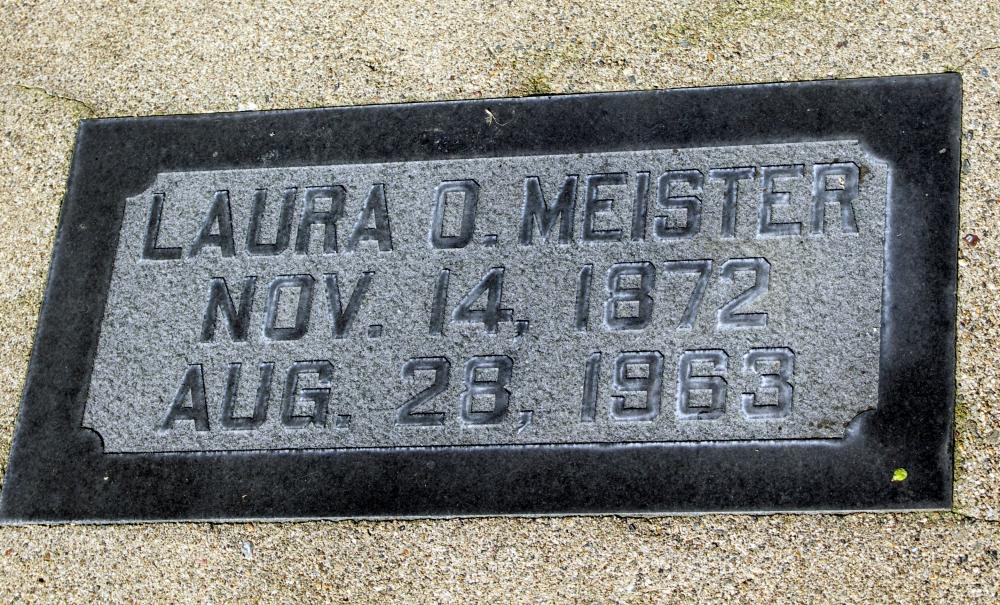 LAURA O. MEISTER
NOV. 14, 1872
AUG. 28, 1963